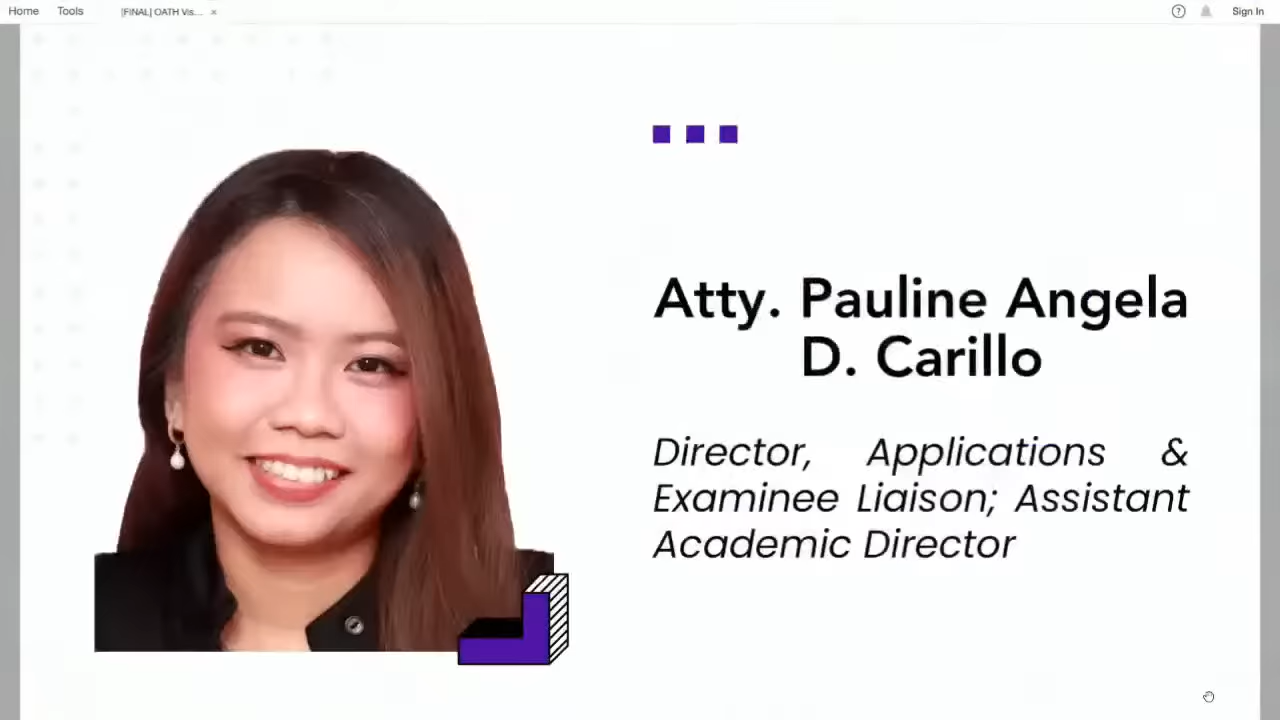 Home Tools [FINAL] OATH Vis... ×
? Sign In
Atty. Pauline Angela
D. Carillo
Director, Applications &
Examinee Liaison; Assistant
Academic Director